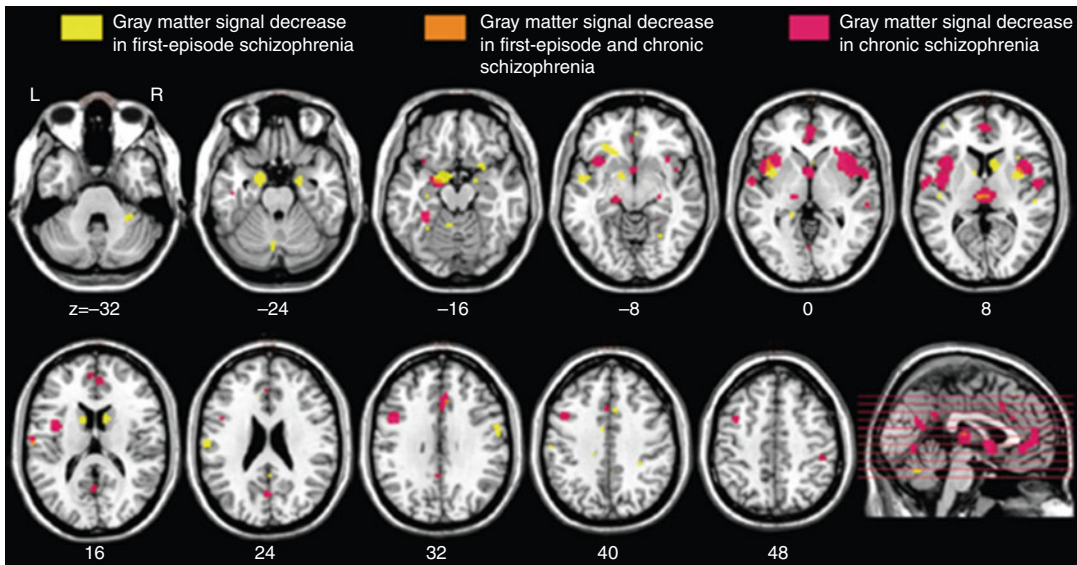 Gray matter signal decrease
in first-episode schizophrenia
Gray matter signal decrease
in first-episode and chronic
schizophrenia
Gray matter signal decrease
in chronic schizophrenia
L
R
z=–32
–24
–16
–8
0
8
16
24
32
40
48